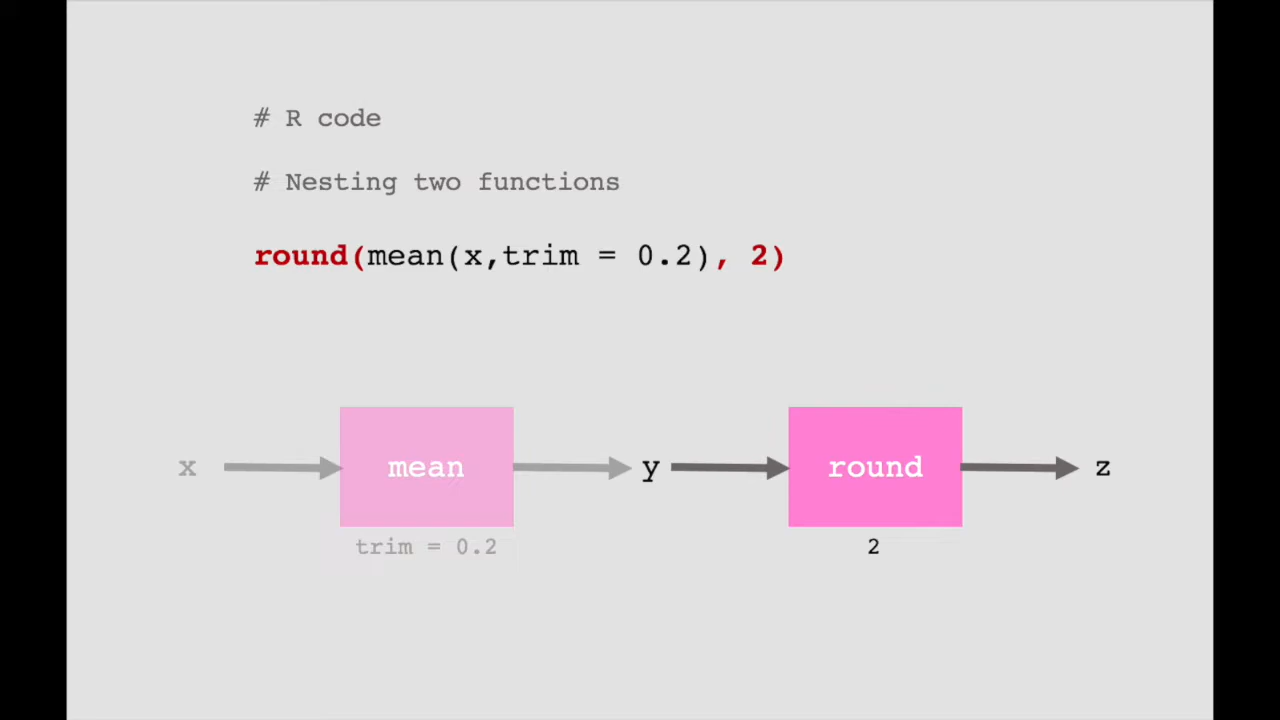 # R code
# Nesting two functions
round(mean(x,trim = 0.2), 2)
x mean y round z
trim = 0.2 2